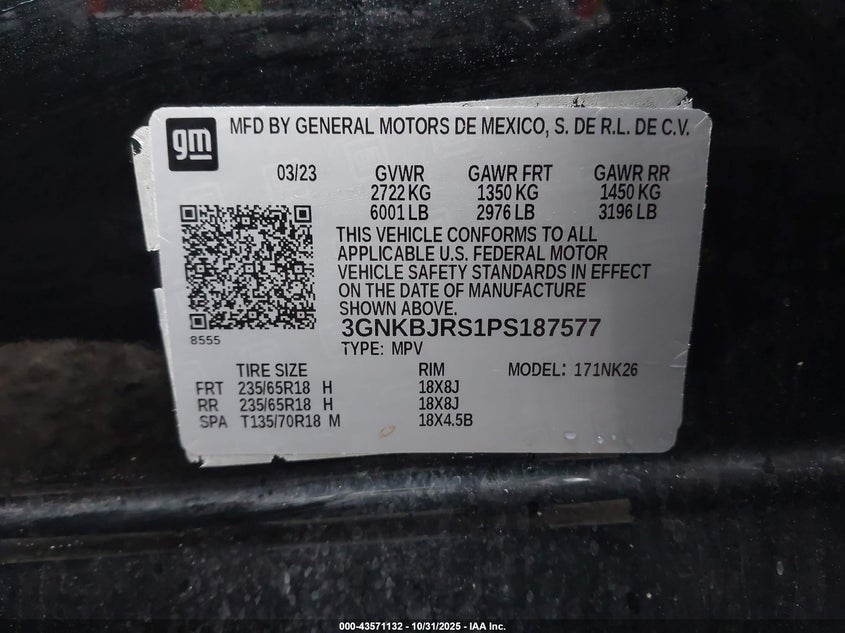 gm
MFD BY GENERAL MOTORS DE MEXICO, S. DE R.L. DE C.V.
03/23 GVWR GAWR FRT GAWR RR
2722 KG 1350 KG 1450 KG
6001 LB 2976 LB 3196 LB
THIS VEHICLE CONFORMS TO ALL
APPLICABLE U.S. FEDERAL MOTOR
VEHICLE SAFETY STANDARDS IN EFFECT
ON THE DATE OF MANUFACTURE
SHOWN ABOVE.
3GNKBJRS1PS187577
8555
TYPE: MPV
TIRE SIZE RIM MODEL: 171NK26
FRT 235/65R18 H 18X8J
RR 235/65R18 H 18X8J
SPA T135/70R18 M 18X4.5B
000-43571132 - 10/31/2025 - IAA Inc.